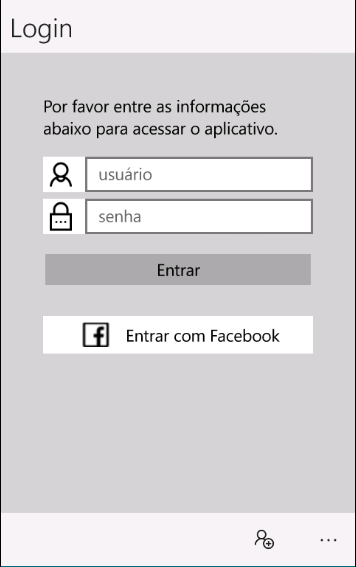 Login
Por favor entre as informações
abaixo para acessar o aplicativo.
usuário
senha
Entrar
Entrar com Facebook